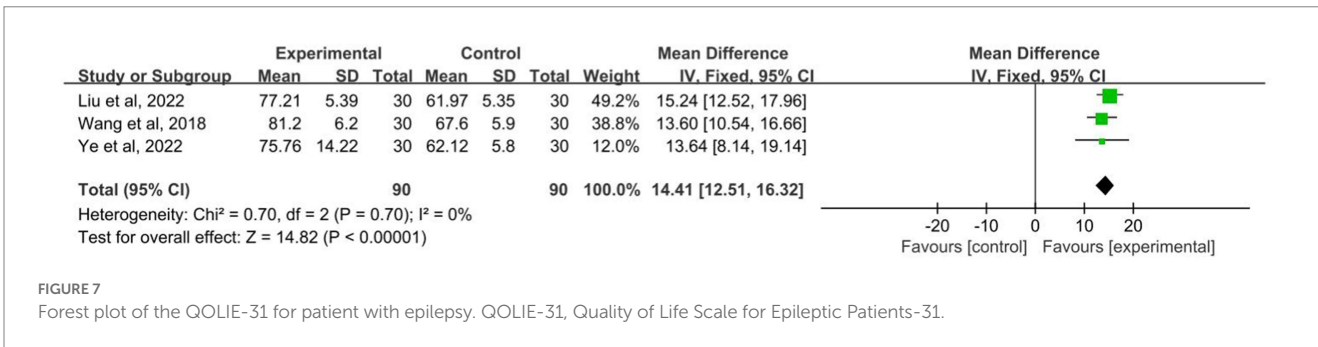 Experimental Control Mean Difference Mean Difference
Study or Subgroup Mean SD Total Mean SD Total Weight IV, Fixed, 95% CI IV, Fixed, 95% CI
Liu et al, 2022 77.21 5.39 30 61.97 5.35 30 49.2% 15.24 [12.52, 17.96]
Wang et al, 2018 81.2 6.2 30 67.6 5.9 30 38.8% 13.60 [10.54, 16.66]
Ye et al, 2022 75.76 14.22 30 62.12 5.8 30 12.0% 13.64 [8.14, 19.14]
Total (95% CI) 90 90 100.0% 14.41 [12.51, 16.32]
Heterogeneity: Chi² = 0.70, df = 2 (P = 0.70); I² = 0%
Test for overall effect: Z = 14.82 (P < 0.00001)
-20 -10 0 10 20
Favours [control] Favours [experimental]
FIGURE 7
Forest plot of the QOLIE-31 for patient with epilepsy. QOLIE-31, Quality of Life Scale for Epileptic Patients-31.